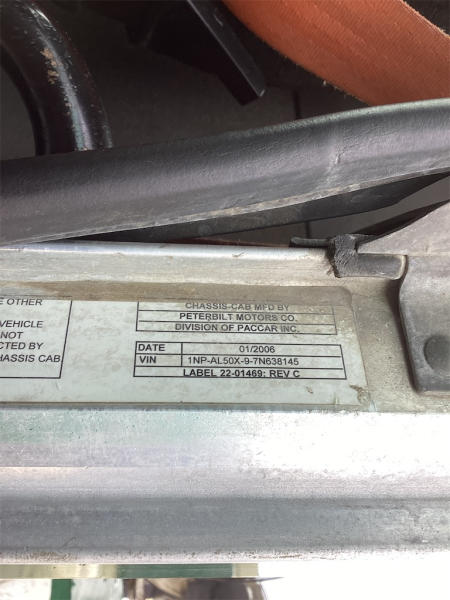 E OTHER
VEHICLE
NOT
CTED BY
HASSIS CAB
CHASSIS-CAB MFD BY
PETERBILT MOTORS CO.
DIVISION OF PACCAR INC.
DATE 01/2006
VIN 1NP-AL50X-9-7N638145
LABEL 22-01469: REV C